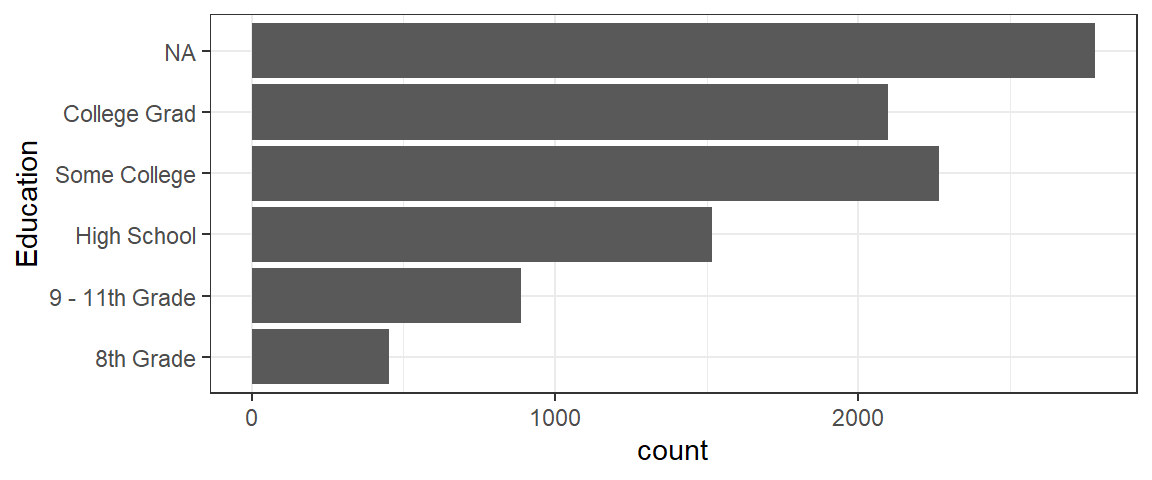 NA
College Grad
Some College
High School
9 - 11th Grade
8th Grade
Education
0 1000 2000
count